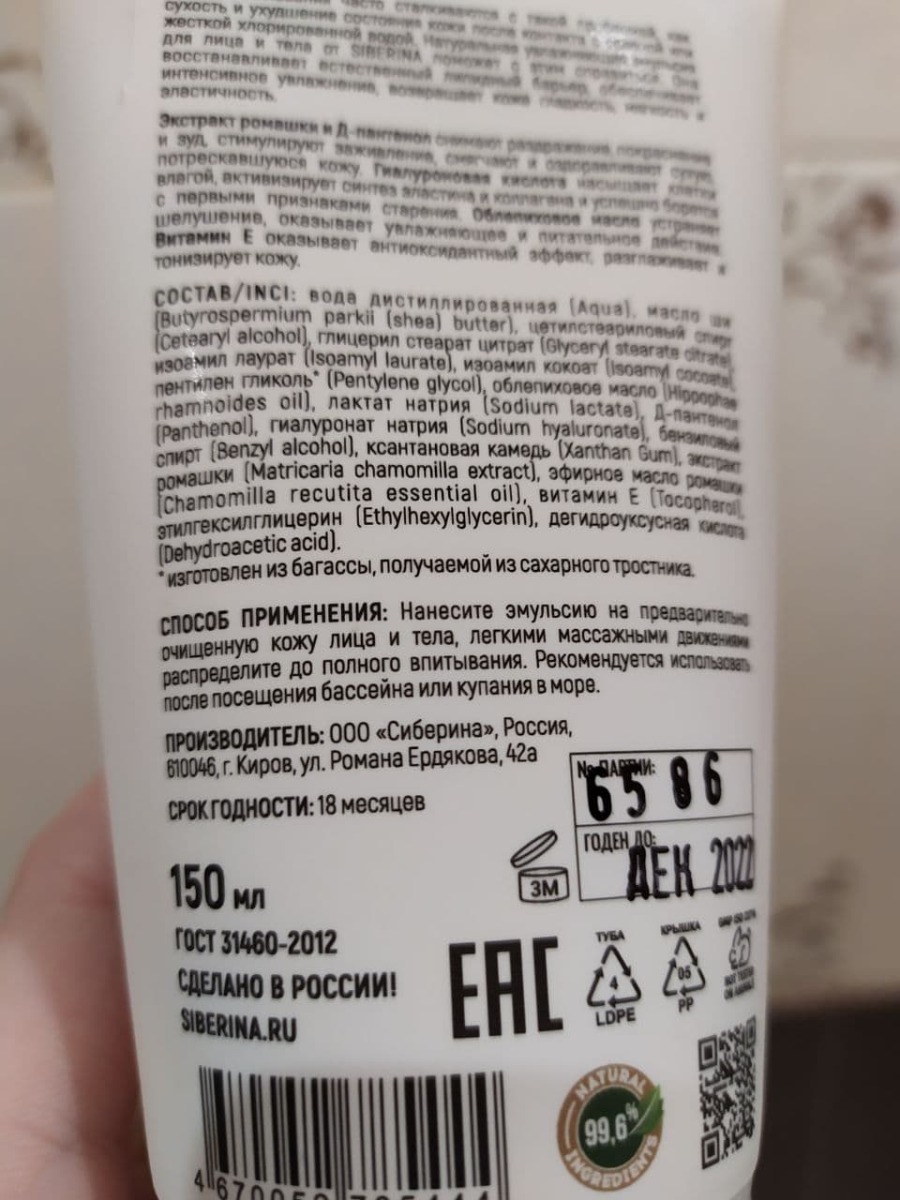 сухость и ухудшение состояния кожи после контакта с
жесткой хлорированной водой. Натуральная увлажняющая эмульсия
для лица и тела от SIBERINA поможет с этим справиться. Она
восстанавливает естественный липидный барьер, обеспечивает
интенсивное увлажнение, возвращает коже гладкость, мягкость и
эластичность.
Экстракт ромашки и Д-пантенол снимают раздражение, покраснение
и зуд, стимулируют заживление, смягчают и оздоравливают сухую,
потрескавшуюся кожу. Гиалуроновая кислота насыщает клетки
влагой, активизирует синтез эластина и коллагена и успешно борется
с первыми признаками старения. Облепиховое масло устраняет
шелушение, оказывает увлажняющее и питательное действие.
Витамин Е оказывает антиоксидантный эффект, разглаживает и
тонизирует кожу.
СОСТАВ/INCI: вода дистиллированная (Aqua), масло ши
(Butyrospermium parkii (shea) butter), цетилстеариловый спирт
(Cetearyl alcohol), глицерил стеарат цитрат (Glyceryl stearate citrate),
изоамил лаурат (Isoamyl laurate), изоамил кокоат (Isoamyl cocoate),
пентилен гликоль* (Pentylene glycol), облепиховое масло (Hippophae
rhamnoides oil), лактат натрия (Sodium lactate), Д-пантенол
(Panthenol), гиалуронат натрия (Sodium hyaluronate), бензиловый
спирт (Benzyl alcohol), ксантановая камедь (Xanthan Gum), экстракт
ромашки (Matricaria chamomilla extract), эфирное масло ромашки
(Chamomilla recutita essential oil), витамин Е (Tocopherol),
этилгексилглицерин (Ethylhexylglycerin), дегидроуксусная кислота
(Dehydroacetic acid).
*изготовлен из багассы, получаемой из сахарного тростника.
СПОСОБ ПРИМЕНЕНИЯ: Нанесите эмульсию на предварительно
очищенную кожу лица и тела, легкими массажными движениями
распределите до полного впитывания. Рекомендуется использовать
после посещения бассейна или купания в море.
ПРОИЗВОДИТЕЛЬ: ООО «Сиберина», Россия,
610046, г. Киров, ул. Романа Ердякова, 42а
СРОК ГОДНОСТИ: 18 месяцев
№ ПАРТИИ:
6586
ГОДЕН ДО:
ДЕК 2022
3М
150 мл
ГОСТ 31460-2012
СДЕЛАНО В РОССИИ!
SIBERINA.RU
EAC
ТУБА
4
LDPE
КРЫШКА
05
PP
NOT TESTED
ON ANIMALS
NATURAL
99,6%
INGREDIENTS